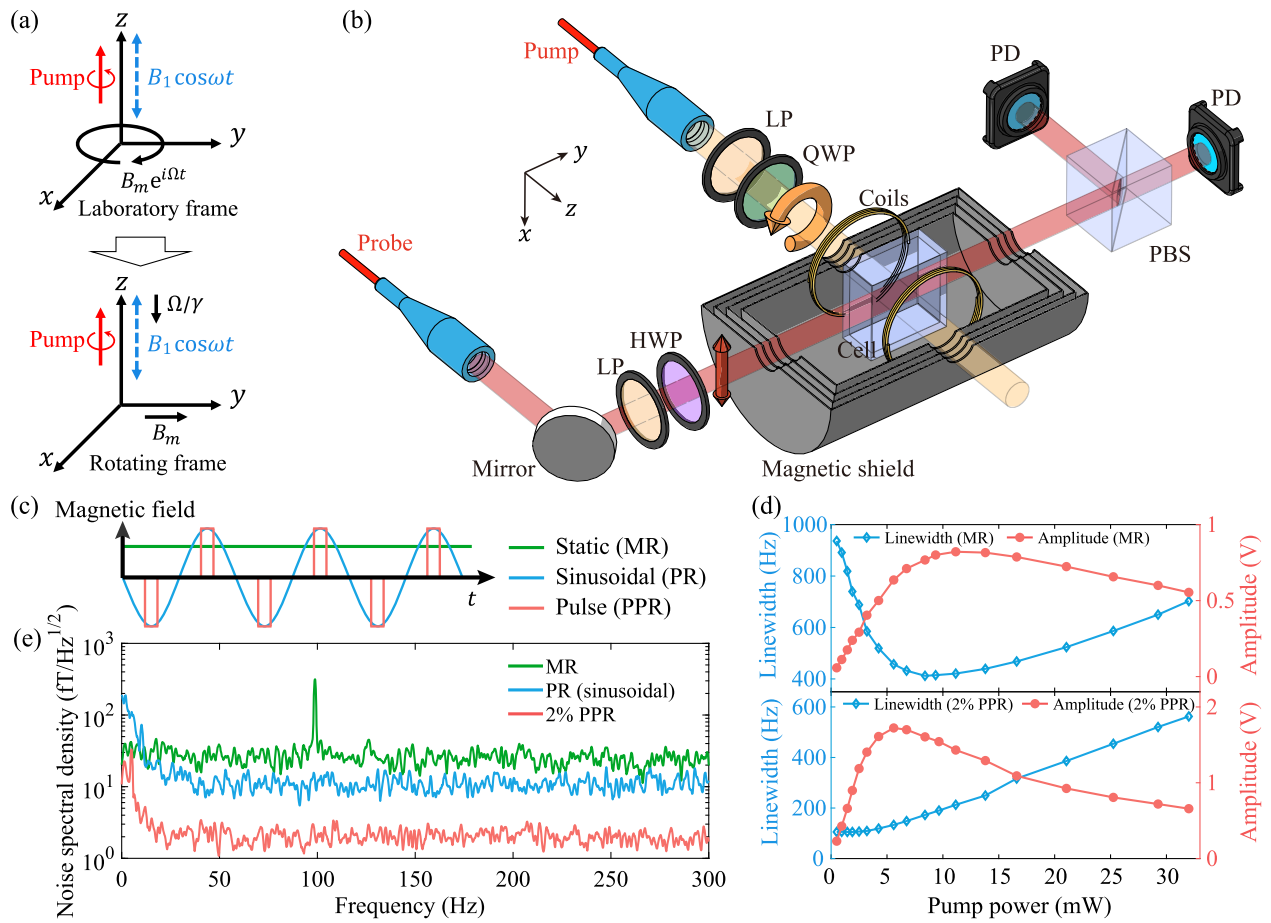 (a)
z
Pump
B₁cosωt
y
Bₘe^{iΩt}
x
Laboratory frame
z
Ω/γ
Pump
B₁cosωt
y
Bₘ
x
Rotating frame
(b)
Pump
LP
QWP
PD
PD
y
z
x
Coils
PBS
Probe
HWP
LP
Cell
Mirror
Magnetic shield
(c)
Magnetic field
t
Static (MR)
Sinusoidal (PR)
Pulse (PPR)
(d)
Linewidth (Hz)
1000
800
600
400
Linewidth (MR)
Amplitude (MR)
1
0.5
0
Amplitude (V)
Linewidth (Hz)
600
400
200
0
Linewidth (2% PPR)
Amplitude (2% PPR)
2
1
0
Amplitude (V)
0 5 10 15 20 25 30
Pump power (mW)
(e)
Noise spectral density (fT/Hz^{1/2})
10³
10²
10¹
10⁰
MR
PR (sinusoidal)
2% PPR
0 50 100 150 200 250 300
Frequency (Hz)